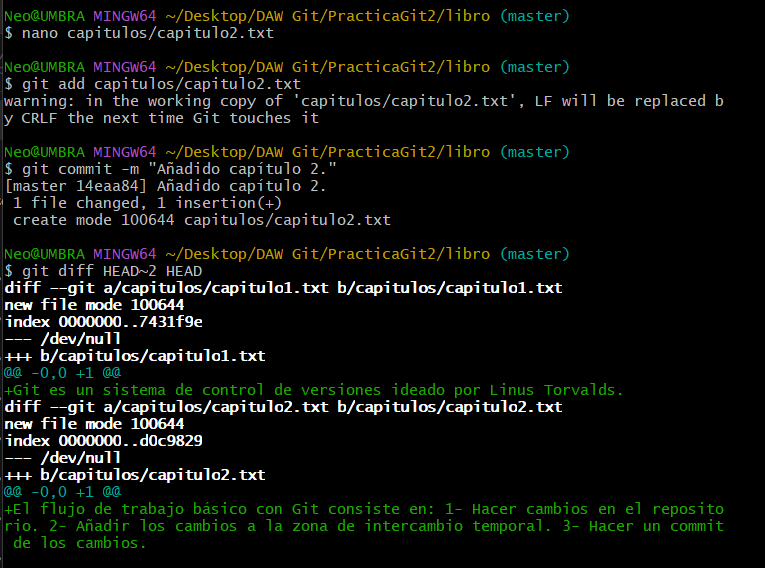 Neo@UMBRA MINGW64 ~/Desktop/DAW Git/PracticaGit2/libro (master)
$ nano capitulos/capitulo2.txt
Neo@UMBRA MINGW64 ~/Desktop/DAW Git/PracticaGit2/libro (master)
$ git add capitulos/capitulo2.txt
warning: in the working copy of 'capitulos/capitulo2.txt', LF will be replaced b
y CRLF the next time Git touches it
Neo@UMBRA MINGW64 ~/Desktop/DAW Git/PracticaGit2/libro (master)
$ git commit -m "Añadido capítulo 2."
[master 14eaa84] Añadido capítulo 2.
 1 file changed, 1 insertion(+)
 create mode 100644 capitulos/capitulo2.txt
Neo@UMBRA MINGW64 ~/Desktop/DAW Git/PracticaGit2/libro (master)
$ git diff HEAD~2 HEAD
diff --git a/capitulos/capitulo1.txt b/capitulos/capitulo1.txt
new file mode 100644
index 0000000..7431f9e
--- /dev/null
+++ b/capitulos/capitulo1.txt
@@ -0,0 +1 @@
+Git es un sistema de control de versiones ideado por Linus Torvalds.
diff --git a/capitulos/capitulo2.txt b/capitulos/capitulo2.txt
new file mode 100644
index 0000000..d0c9829
--- /dev/null
+++ b/capitulos/capitulo2.txt
@@ -0,0 +1 @@
+El flujo de trabajo básico con Git consiste en: 1- Hacer cambios en el reposito
rio. 2- Añadir los cambios a la zona de intercambio temporal. 3- Hacer un commit
 de los cambios.